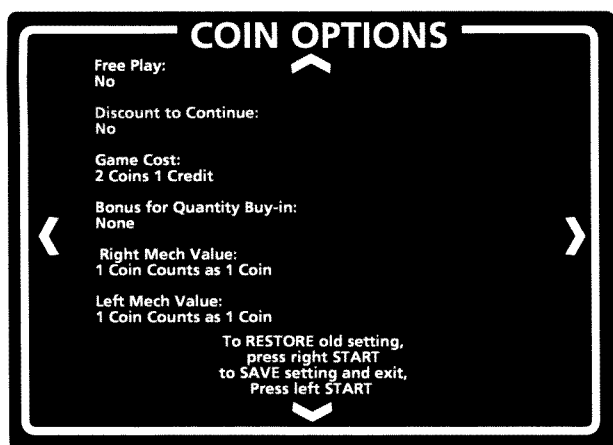 COIN OPTIONS
Free Play:
No
Discount to Continue:
No
Game Cost:
2 Coins 1 Credit
Bonus for Quantity Buy-in:
None
Right Mech Value:
1 Coin Counts as 1 Coin
Left Mech Value:
1 Coin Counts as 1 Coin
To RESTORE old setting,
press right START
to SAVE setting and exit,
Press left START